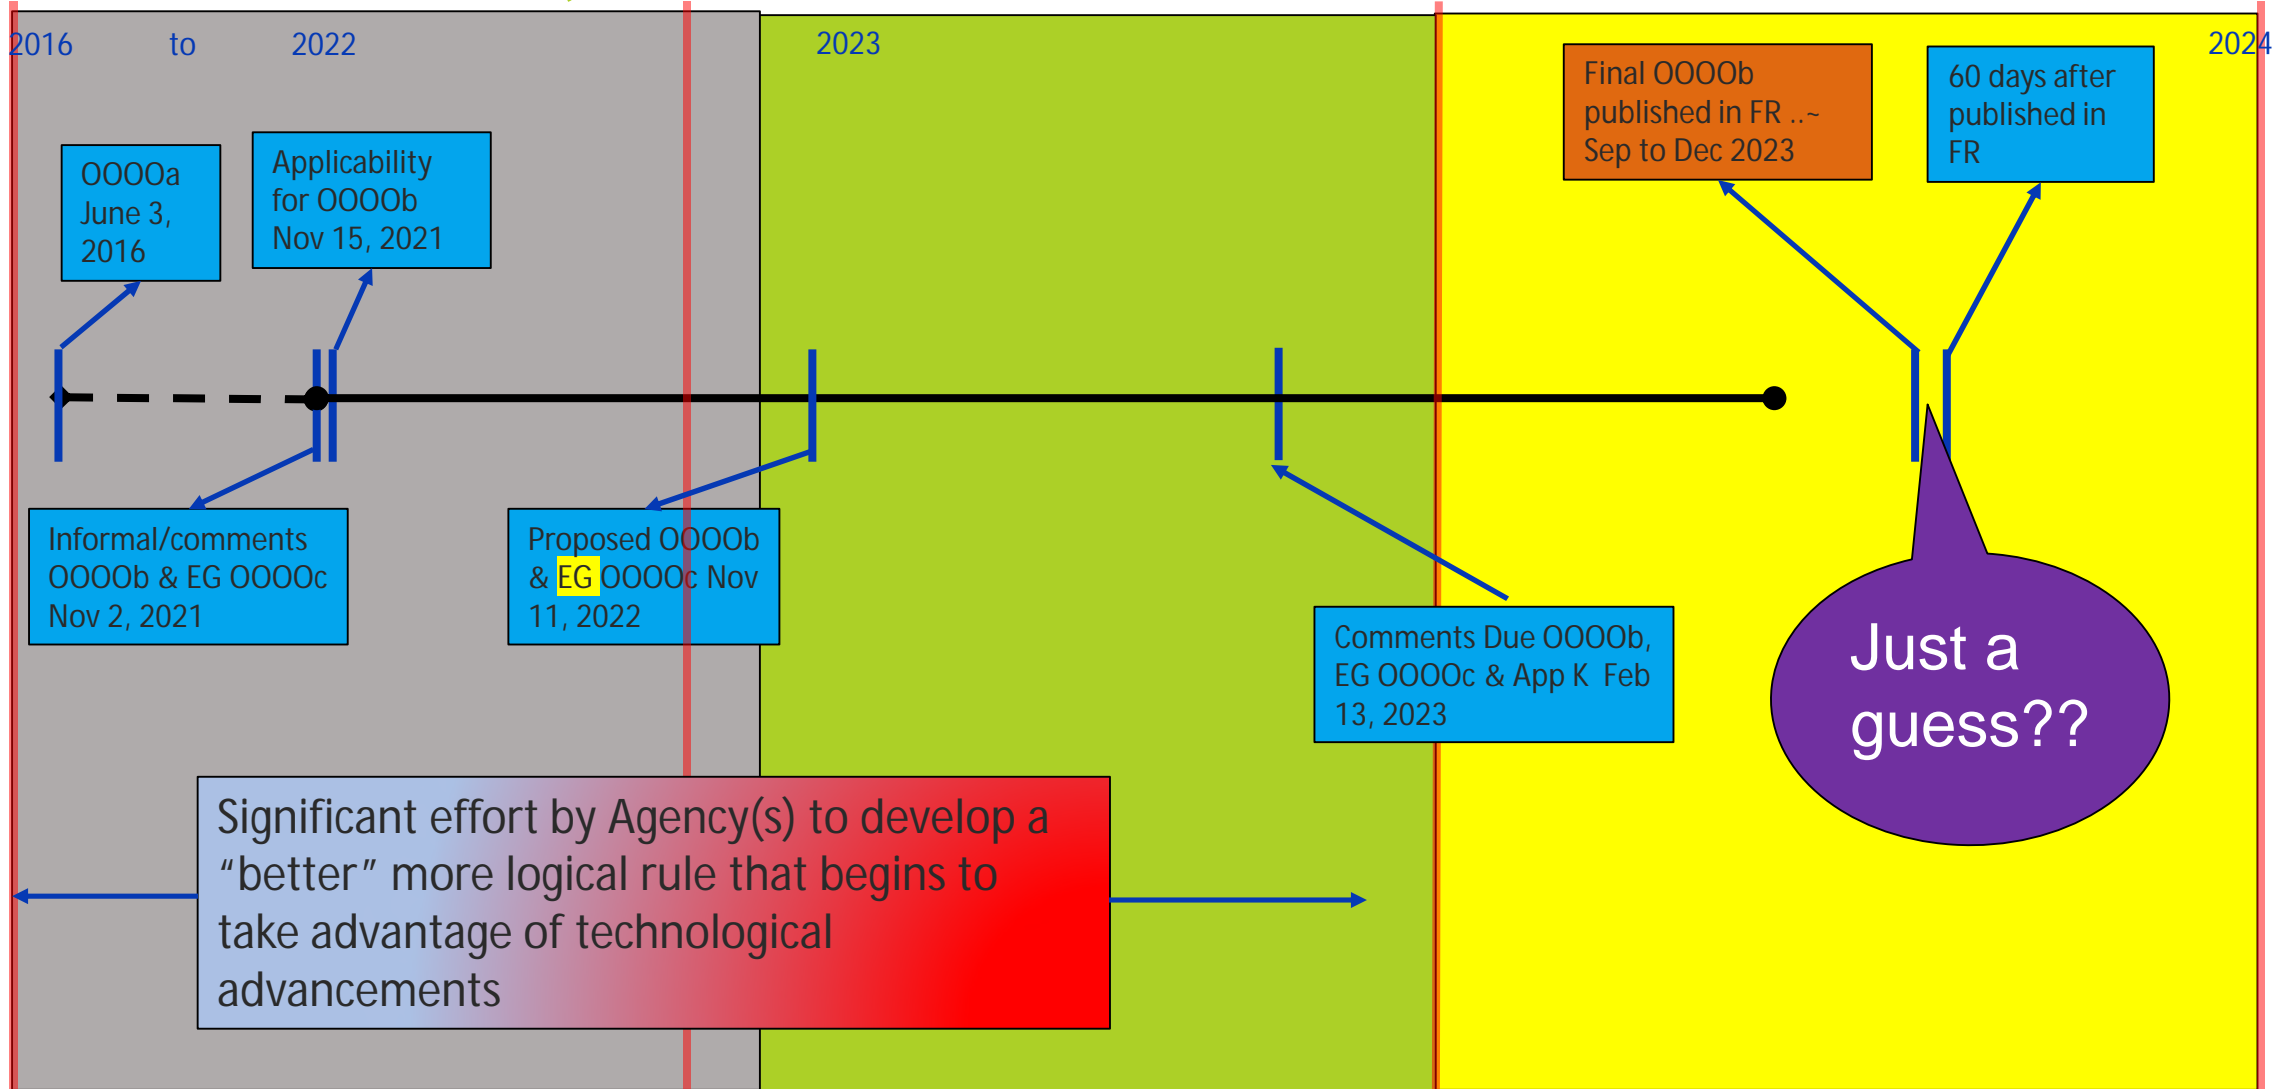 2016 to 2022 2023 2024
Final OOOOb
published in FR ..~
Sep to Dec 2023
60 days after
published in
FR
OOOOa
June 3,
2016
Applicability
for OOOOb
Nov 15, 2021
Informal/comments
OOOOb & EG OOOOc
Nov 2, 2021
Proposed OOOOb
& EG OOOOc Nov
11, 2022
Comments Due OOOOb,
EG OOOOc & App K Feb
13, 2023
Just a
guess??
Significant effort by Agency(s) to develop a
“better” more logical rule that begins to
take advantage of technological
advancements